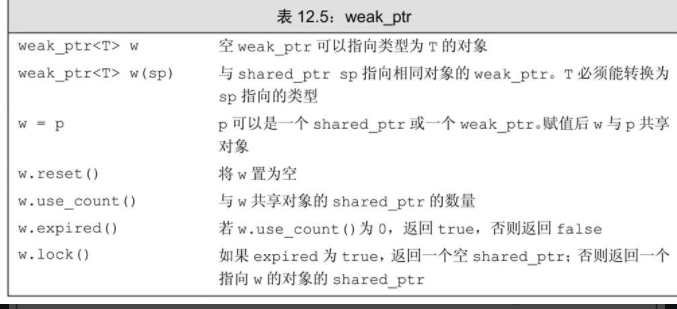 表 12.5：weak_ptr
weak_ptr<T> w 空 weak_ptr 可以指向类型为 T 的对象
weak_ptr<T> w(sp) 与 shared_ptr sp 指向相同对象的 weak_ptr。T 必须能转换为
sp 指向的类型
w = p p 可以是一个 shared_ptr 或一个 weak_ptr。赋值后 w 与 p 共享
对象
w.reset() 将 w 置为空
w.use_count() 与 w 共享对象的 shared_ptr 的数量
w.expired() 若 w.use_count()为 0，返回 true，否则返回 false
w.lock() 如果 expired 为 true，返回一个空 shared_ptr；否则返回一个
指向 w 的对象的 shared_ptr